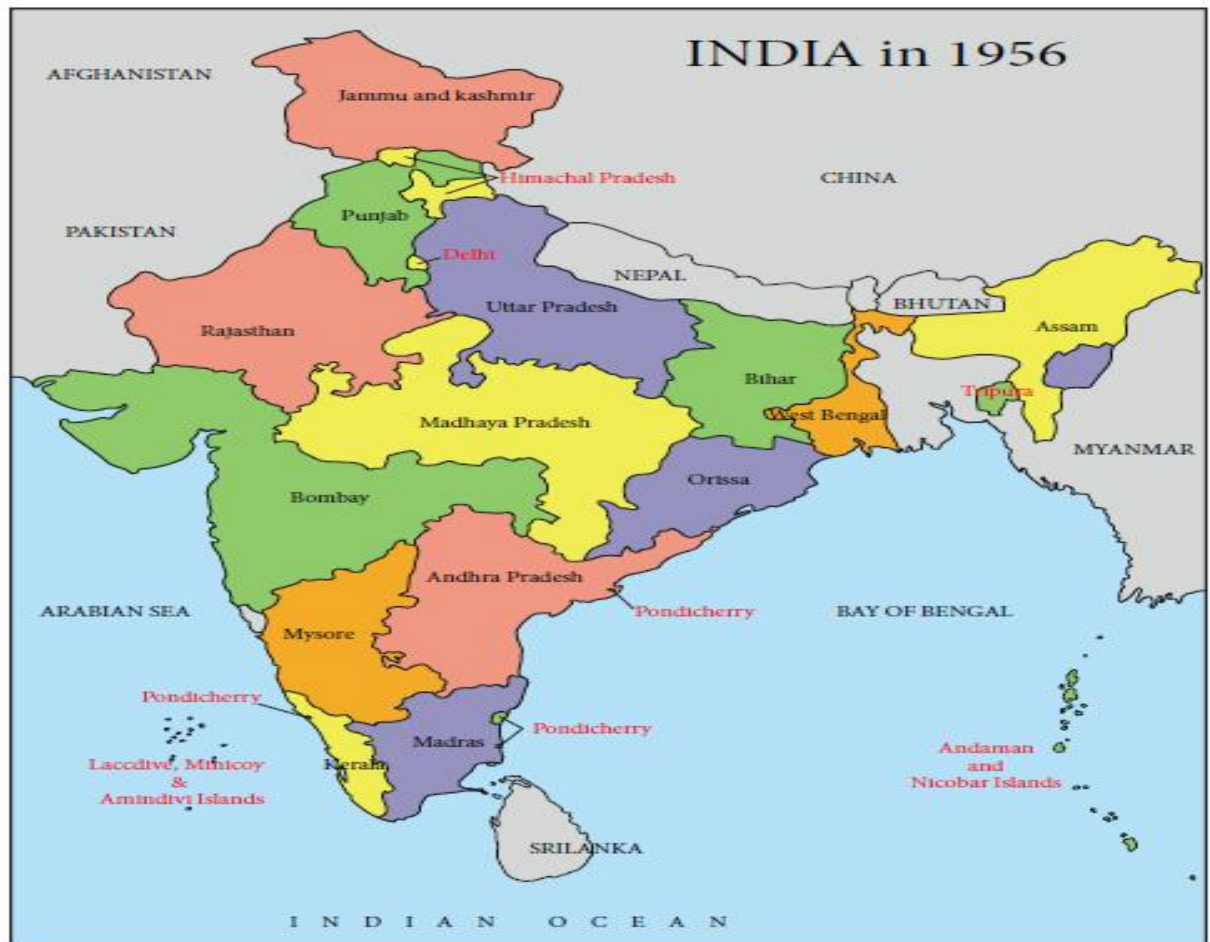 INDIA in 1956
AFGHANISTAN
Jammu and kashmir
CHINA
Himachal Pradesh
Punjab
PAKISTAN
Delhi
NEPAL
BHUTAN
Uttar Pradesh
Rajasthan
Assam
Bihar
Tripura
West Bengal
Madhaya Pradesh
MYANMAR
Orissa
Bombay
Andhra Pradesh
ARABIAN SEA
Pondicherry
BAY OF BENGAL
Mysore
Pondicherry
Pondicherry
Madras
Kerala
Laccdive, Minicoy
&
Amindivi Islands
Andaman
and
Nicobar Islands
SRILANKA
INDIAN OCEAN